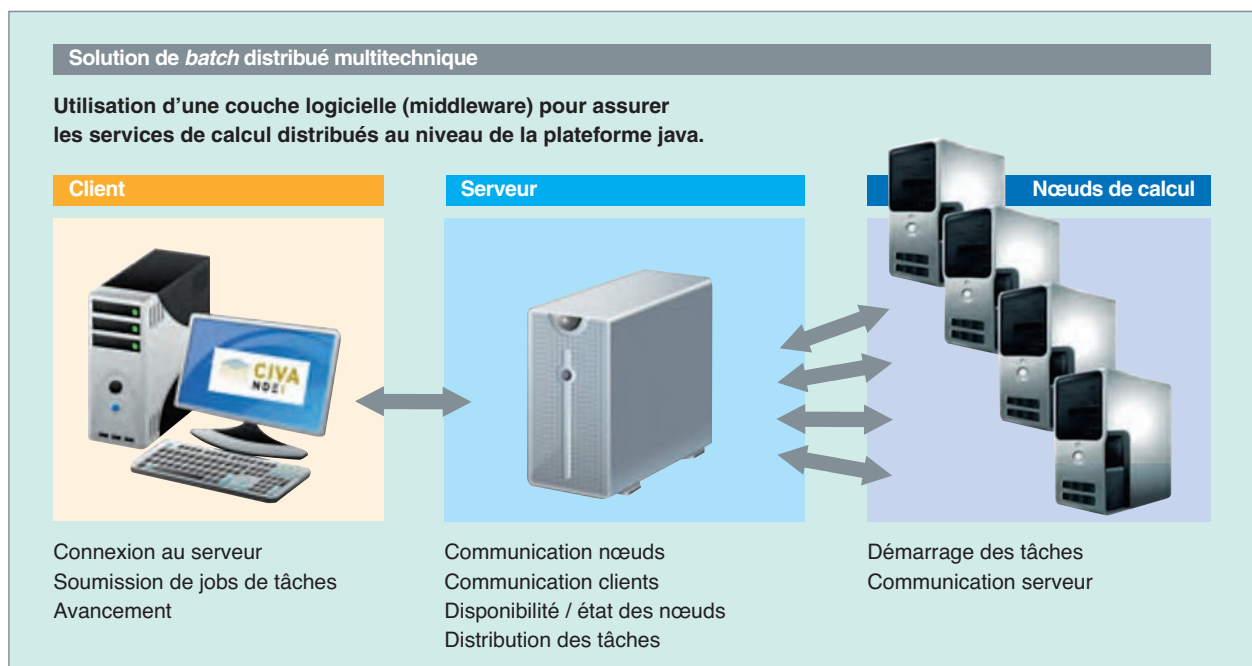 Solution de batch distribué multitechnique
Utilisation d'une couche logicielle (middleware) pour assurer
les services de calcul distribués au niveau de la plateforme java.
Client
Serveur
Nœuds de calcul
CIVA
NDE
Connexion au serveur
Soumission de jobs de tâches
Avancement
Communication nœuds
Communication clients
Disponibilité / état des nœuds
Distribution des tâches
Démarrage des tâches
Communication serveur